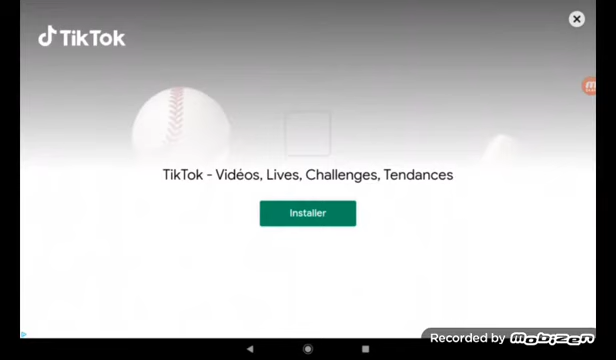 TikTok
TikTok - Vidéos, Lives, Challenges, Tendances
Installer
Recorded by mobizen